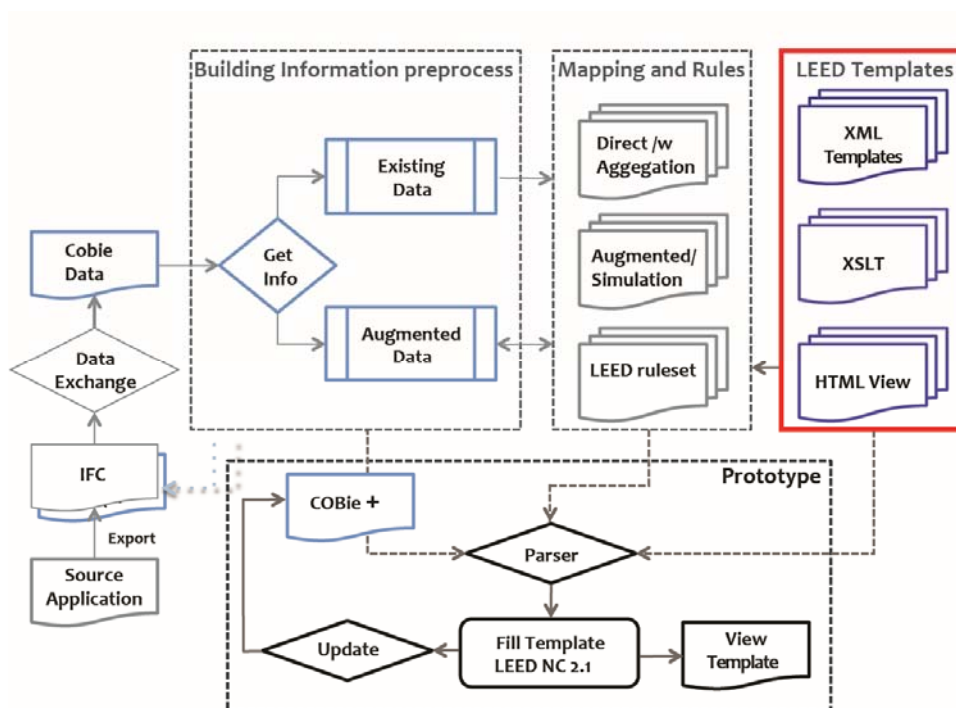 Building Information preprocess
Mapping and Rules
LEED Templates
Existing
Data
Direct /w
Aggegation
XML
Templates
Cobie
Data
Get
Info
Augmented/
Simulation
XSLT
Augmented
Data
Data
Exchange
LEED ruleset
HTML View
IFC
Prototype
COBie +
Export
Parser
Source
Application
Update
Fill Template
LEED NC 2.1
View
Template